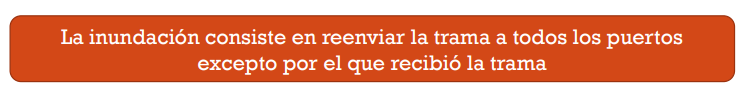 La inundación consiste en reenviar la trama a todos los puertos
excepto por el que recibió la trama